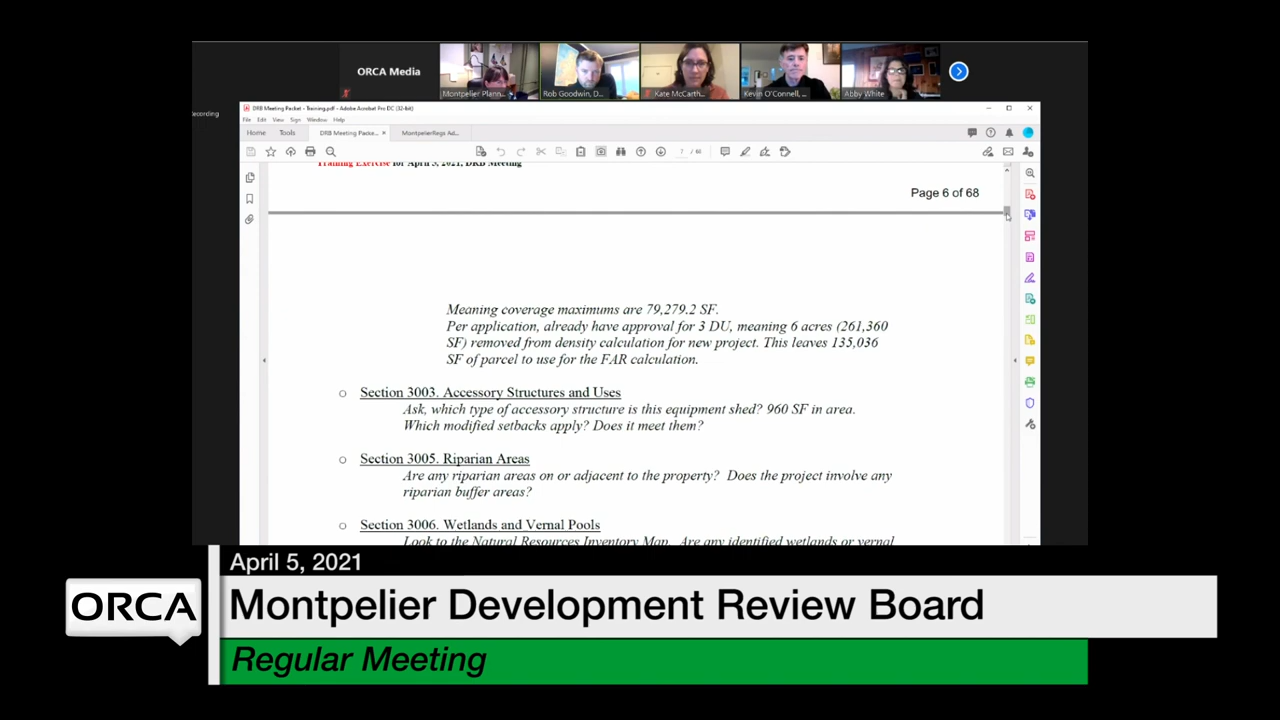 ORCA Media
Montpelier Plann...
Rob Goodwin, D...
Kate McCarth...
Kevin O'Connell, ...
Abby White
ecording
DRB Meeting Packet - Training.pdf - Adobe Acrobat Pro DC (32-bit)
File Edit View Sign Window Help
Home Tools DRB Meeting Packe... × MontpelierRegs Ad...
7 / 68
Training Exercise for April 5, 2021, DRB Meeting
Page 6 of 68
Meaning coverage maximums are 79,279.2 SF.
Per application, already have approval for 3 DU, meaning 6 acres (261,360
SF) removed from density calculation for new project. This leaves 135,036
SF of parcel to use for the FAR calculation.
Section 3003. Accessory Structures and Uses
Ask, which type of accessory structure is this equipment shed? 960 SF in area.
Which modified setbacks apply? Does it meet them?
Section 3005. Riparian Areas
Are any riparian areas on or adjacent to the property? Does the project involve any
riparian buffer areas?
Section 3006. Wetlands and Vernal Pools
Look to the Natural Resources Inventory Map. Are any identified wetlands or vernal
April 5, 2021
ORCA
Montpelier Development Review Board
Regular Meeting